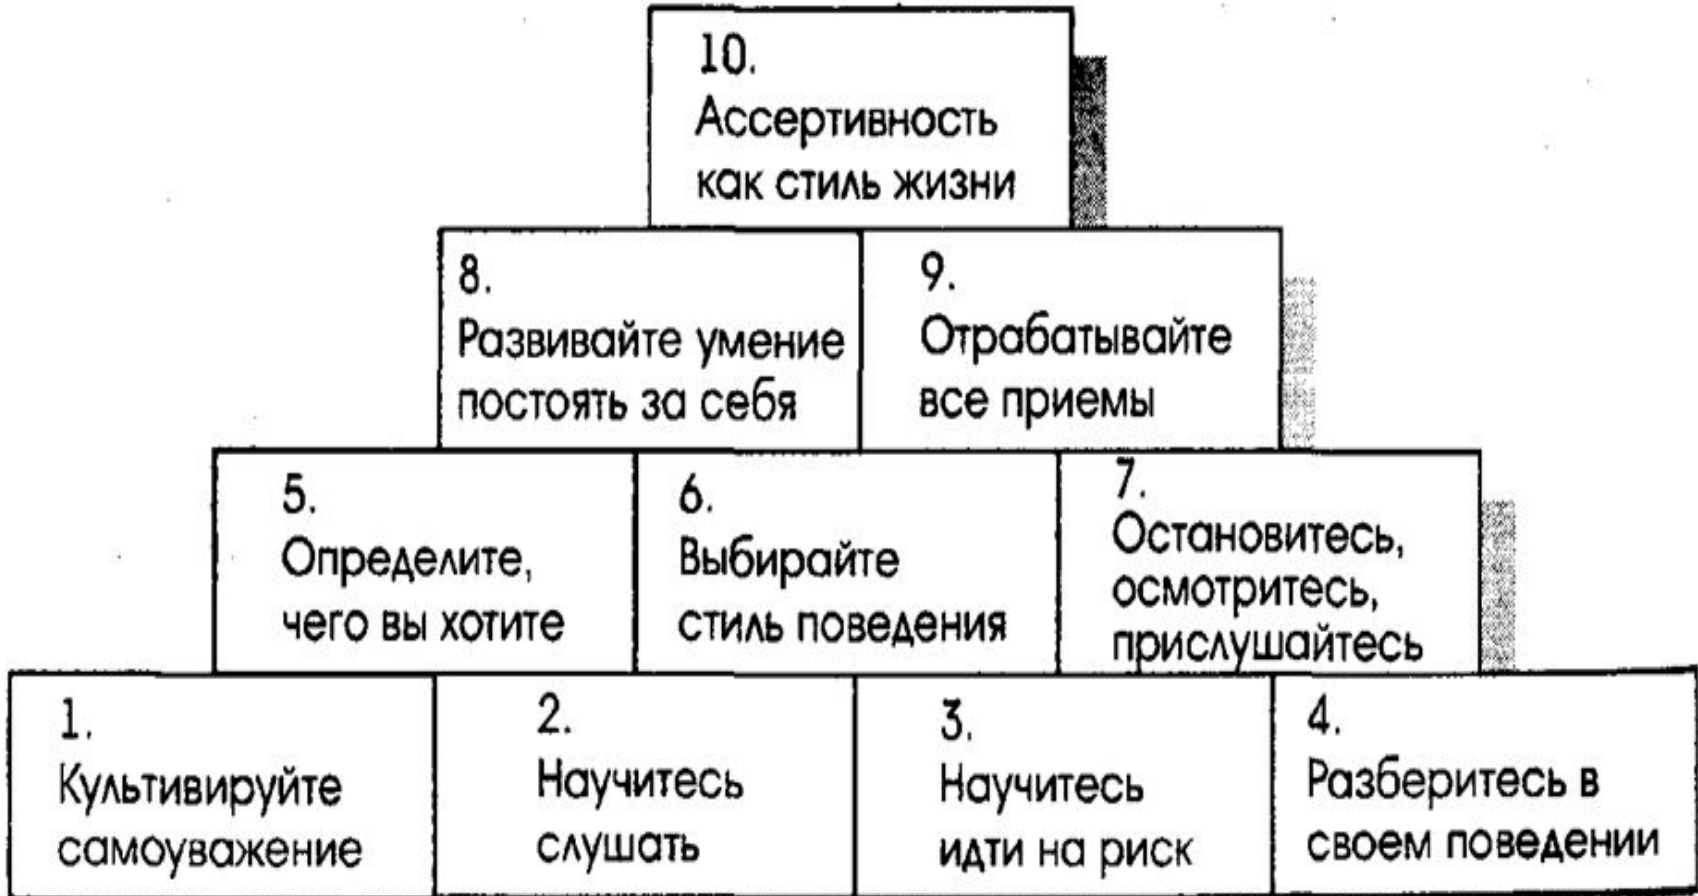 10.
Ассертивность
как стиль жизни
8.
Развивайте умение
постоять за себя
9.
Отрабатывайте
все приемы
5.
Определите,
чего вы хотите
6.
Выбирайте
стиль поведения
7.
Остановитесь,
осмотритесь,
прислушайтесь
1.
Культивируйте
самоуважение
2.
Научитесь
слушать
3.
Научитесь
идти на риск
4.
Разберитесь в
своем поведении